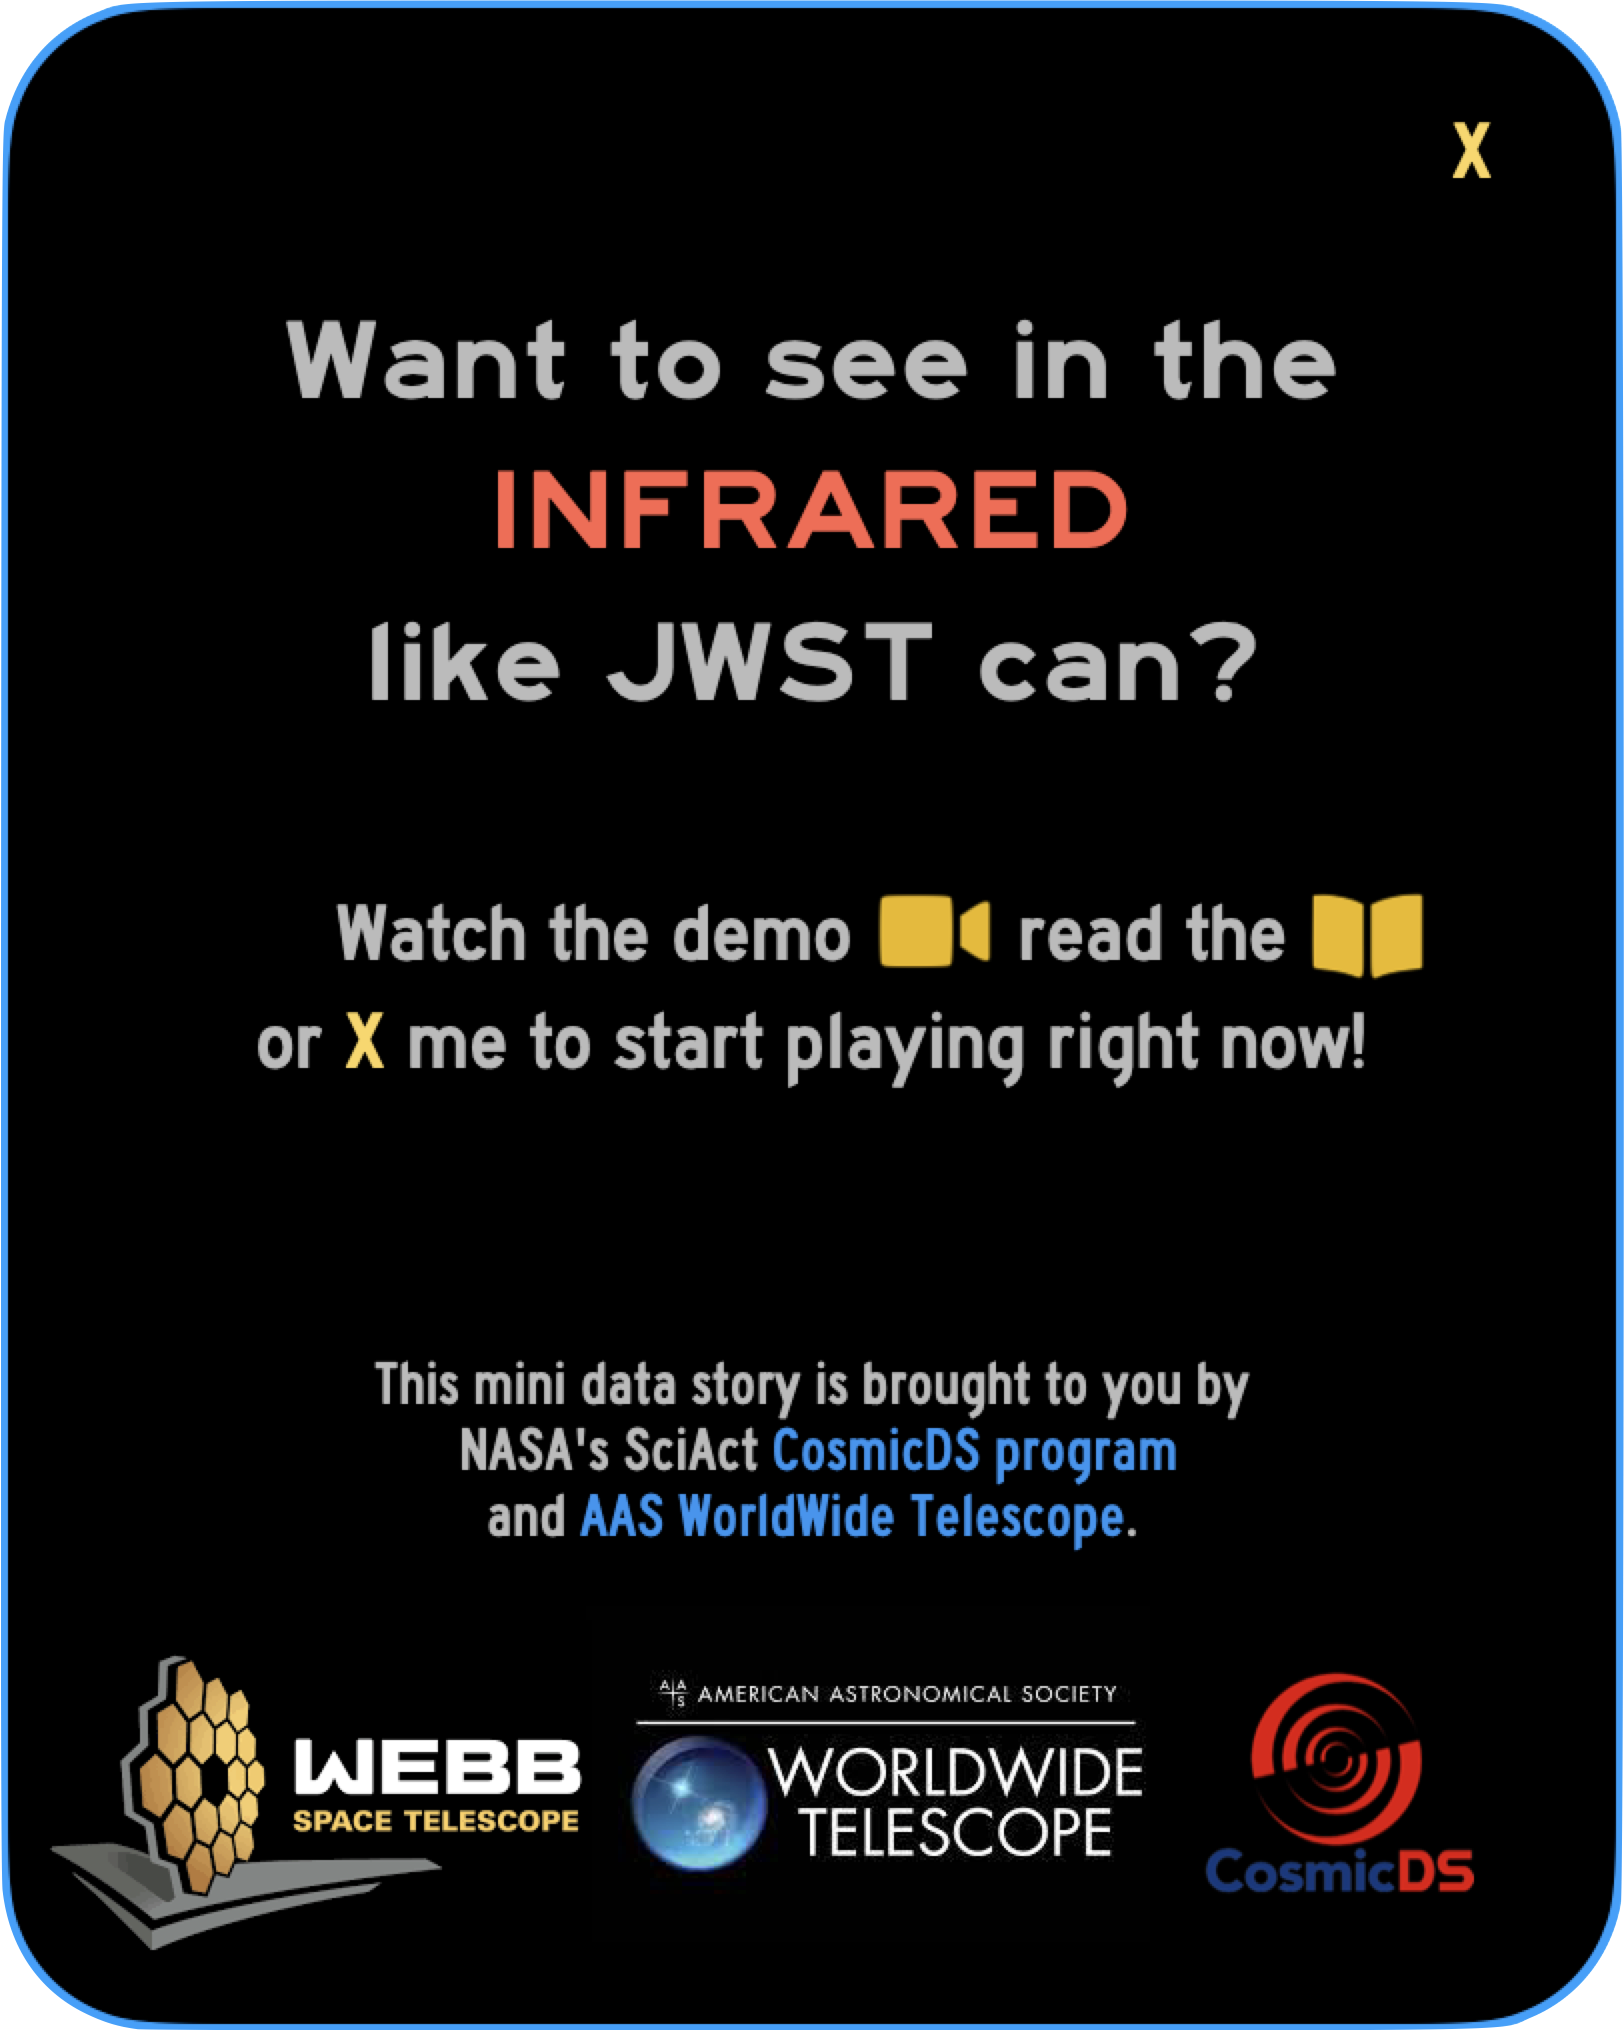 X
Want to see in the
INFRARED
like JWST can?
Watch the demo read the
or X me to start playing right now!
This mini data story is brought to you by
NASA's SciAct CosmicDS program
and AAS WorldWide Telescope.
WEBB
SPACE TELESCOPE
AAS AMERICAN ASTRONOMICAL SOCIETY
WORLDWIDE
TELESCOPE
CosmicDS